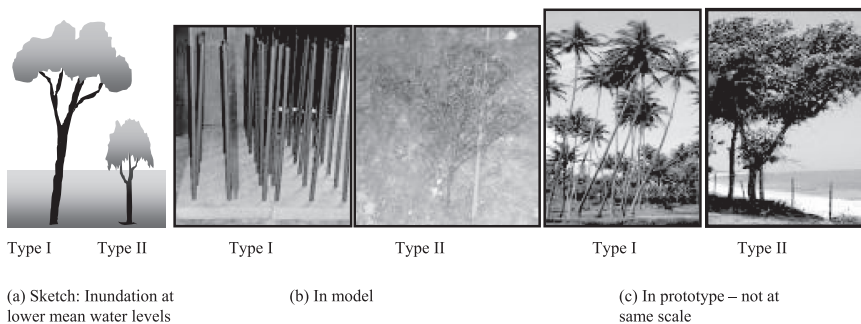 Type I Type II Type I Type II Type I Type II
(a) Sketch: Inundation at
lower mean water levels
(b) In model
(c) In prototype – not at
same scale